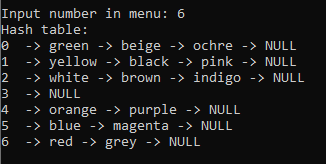 Input number in menu: 6
Hash table:
0  -> green -> beige -> ochre -> NULL
1  -> yellow -> black -> pink -> NULL
2  -> white -> brown -> indigo -> NULL
3  -> NULL
4  -> orange -> purple -> NULL
5  -> blue -> magenta -> NULL
6  -> red -> grey -> NULL